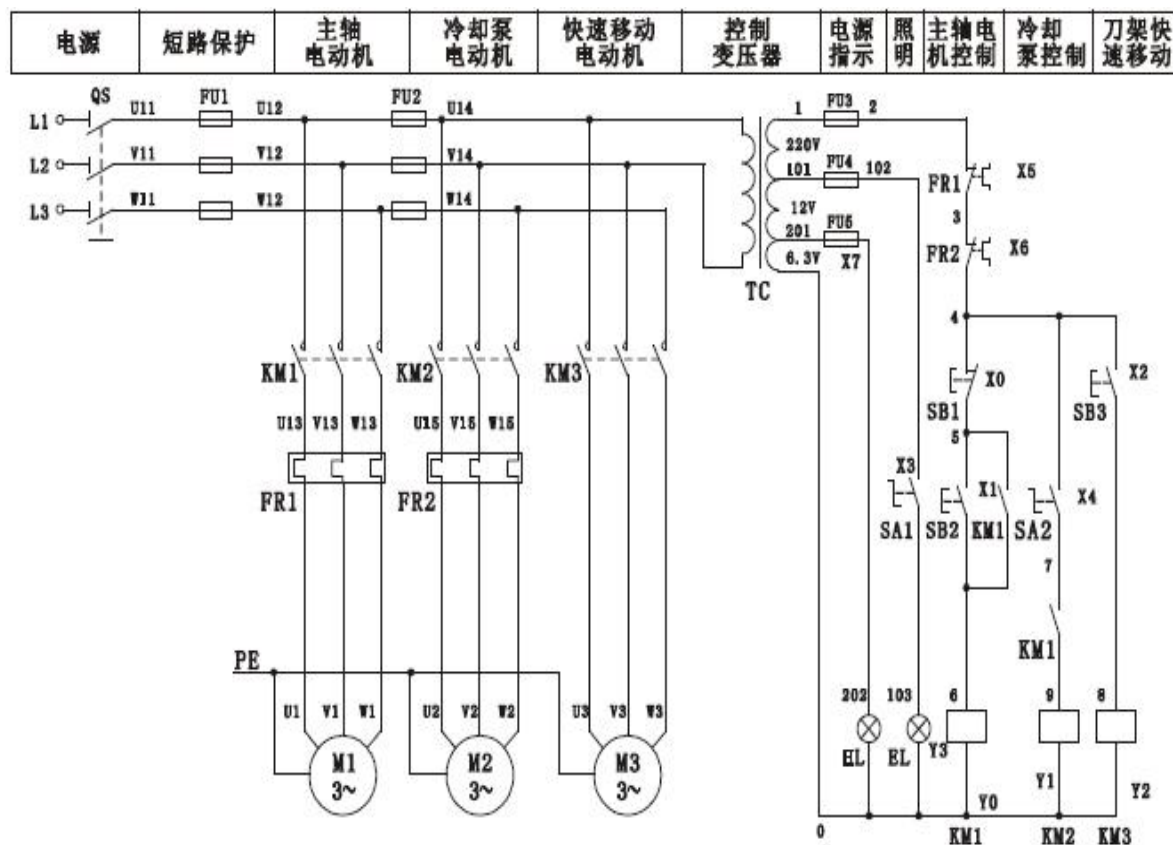 电源 短路保护 主轴电动机 冷却泵电动机 快速移动电动机 控制变压器 电源指示 照明 主轴电机控制 冷却泵控制 刀架快速移动
QS U11 FU1 U12 FU2 U14 1 FU3 2
L1
220V
L2 V11 V12 V14 101 FU4 102 FR1 X5
L3 W11 W12 W14 12V 3
201 FU5
6.3V X7 FR2 X6
TC
4
KM1 KM2 KM3 X0 X2
SB1 SB3
U13 V13 W13 U15 V15 W15 5
X3
FR1 FR2 X1 X4
SA1 SB2 KM1 SA2
7
KM1
PE
202 103 6 9 8
U1 V1 W1 U2 V2 W2 U3 V3 W3
EL EL Y3
M1 M2 M3
3~ 3~ 3~
Y0 Y1 Y2
0 KM1 KM2 KM3